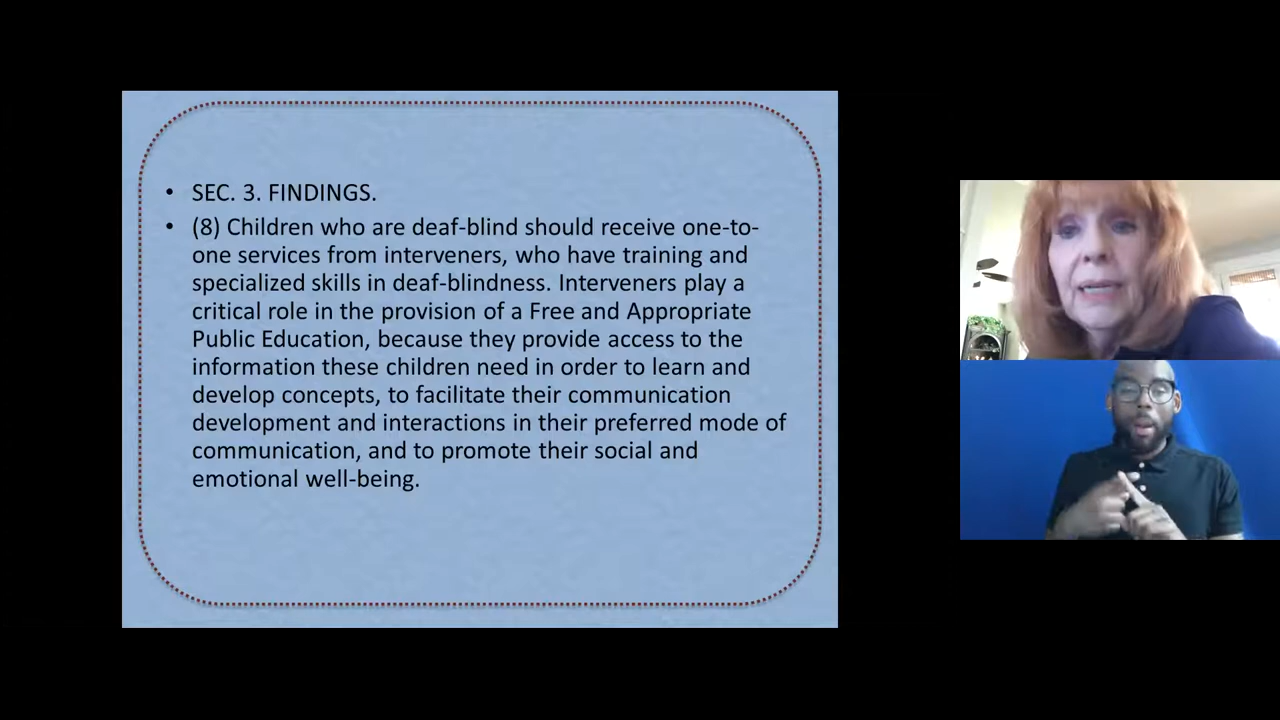 • SEC. 3. FINDINGS.
• (8) Children who are deaf-blind should receive one-to-
one services from interveners, who have training and
specialized skills in deaf-blindness. Interveners play a
critical role in the provision of a Free and Appropriate
Public Education, because they provide access to the
information these children need in order to learn and
develop concepts, to facilitate their communication
development and interactions in their preferred mode of
communication, and to promote their social and
emotional well-being.